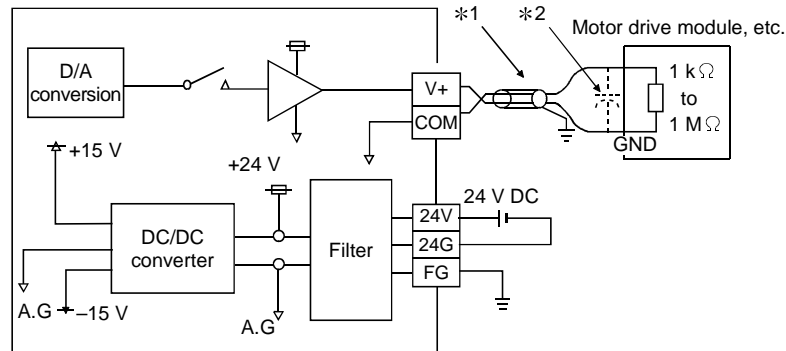 *1
*2
Motor drive module, etc.
D/A
conversion
V+
COM
1 kΩ
to
1 MΩ
GND
+15 V
+24 V
24 V DC
DC/DC
converter
Filter
24V
24G
FG
A.G
–15 V
A.G